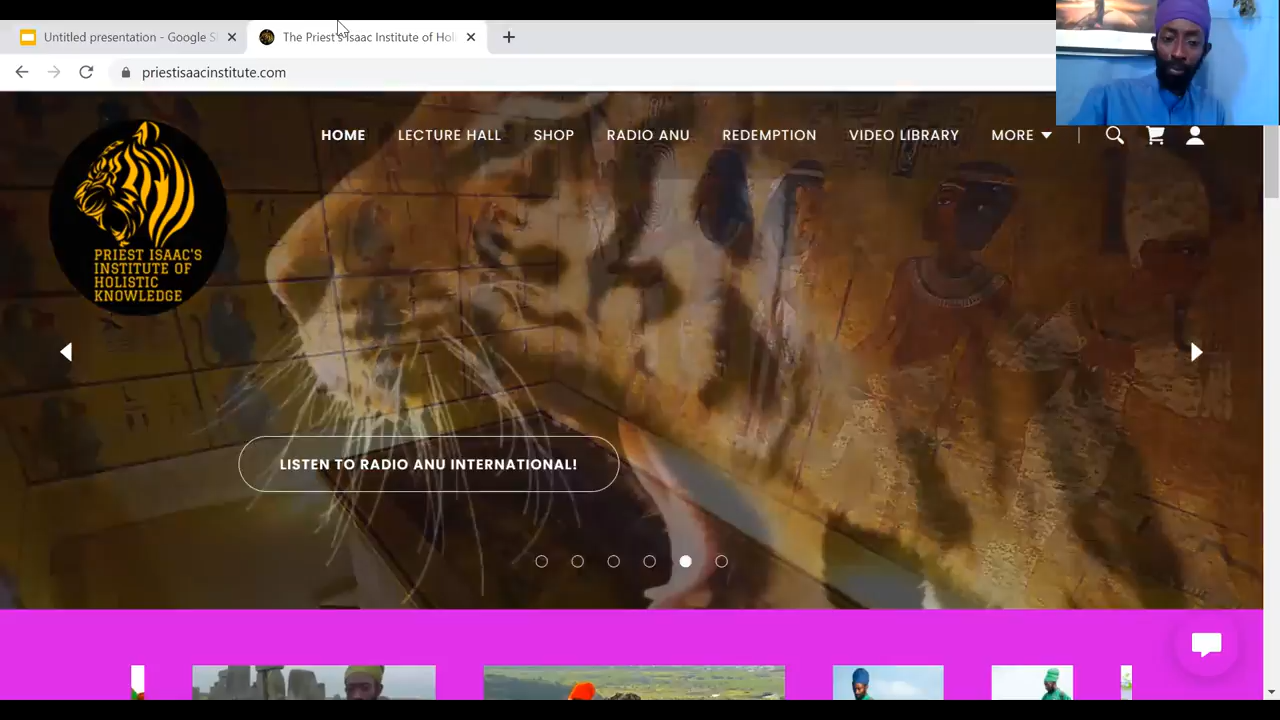 Untitled presentation - Google S
The Priest's Isaac Institute of Hol
priestisaacinstitute.com
HOME LECTURE HALL SHOP RADIO ANU REDEMPTION VIDEO LIBRARY MORE
PRIEST ISAAC'S
INSTITUTE OF
HOLISTIC
KNOWLEDGE
LISTEN TO RADIO ANU INTERNATIONAL!